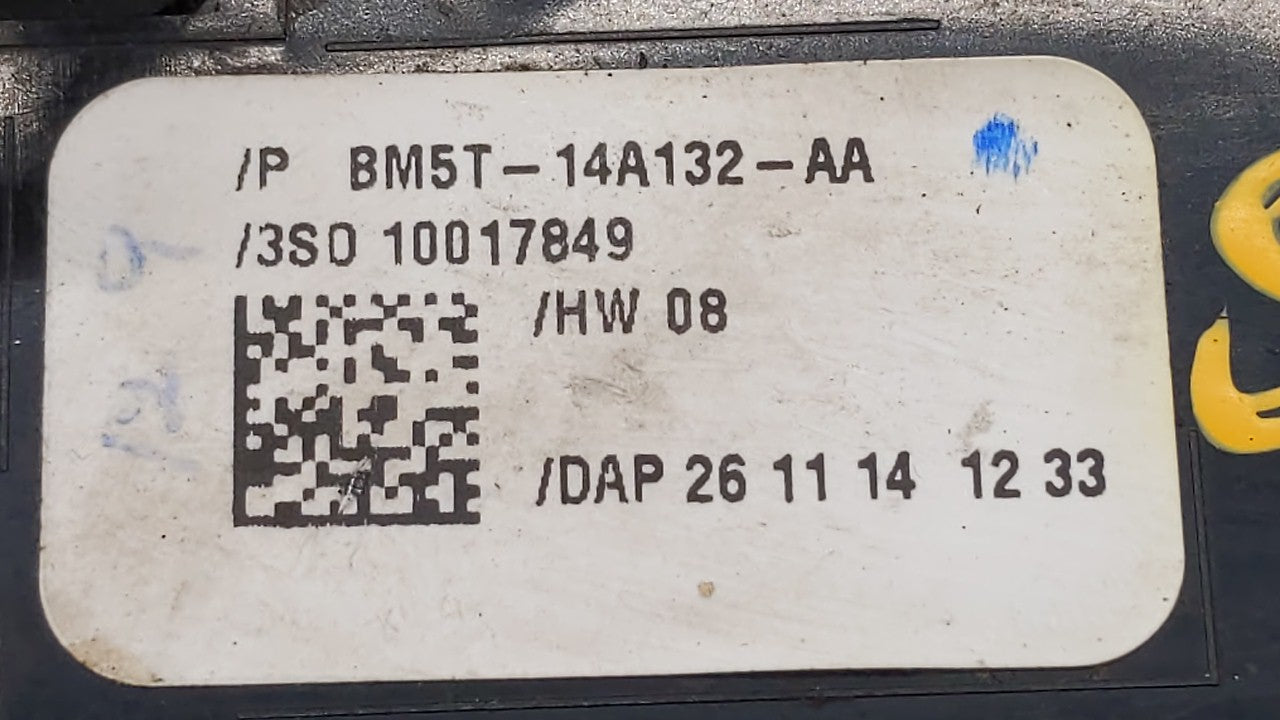 /P BM5T-14A132-AA
/3SO 10017849
/HW 08
/DAP 26 11 14 12 33